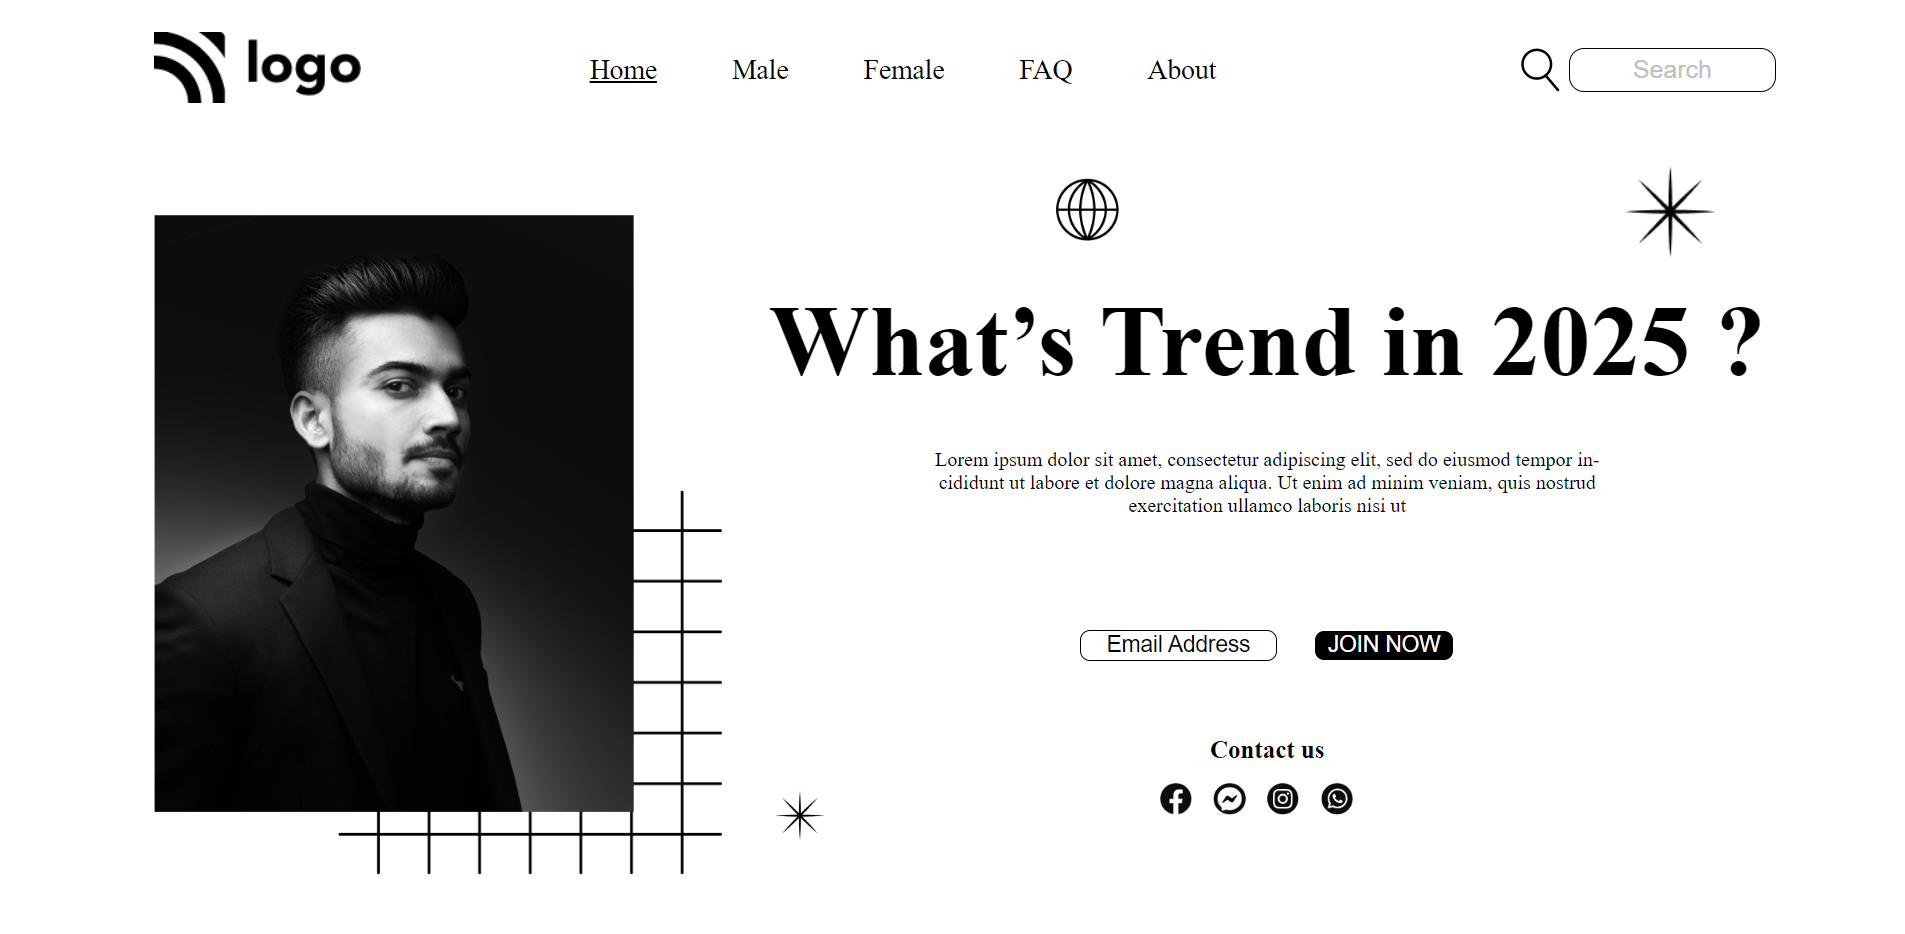 logo
Home Male Female FAQ About
Search
What’s Trend in 2025 ?
Lorem ipsum dolor sit amet, consectetur adipiscing elit, sed do eiusmod tempor in-
cididunt ut labore et dolore magna aliqua. Ut enim ad minim veniam, quis nostrud
exercitation ullamco laboris nisi ut
Email Address JOIN NOW
Contact us